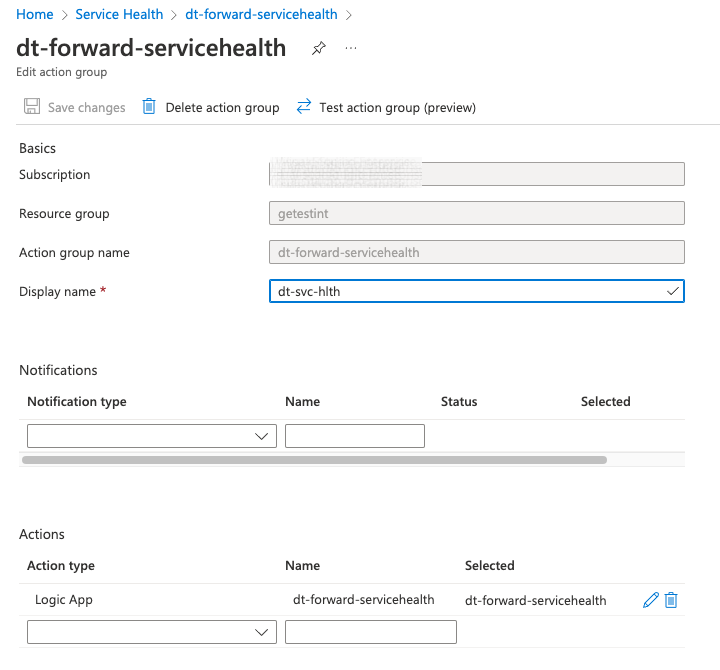 Home > Service Health > dt-forward-servicehealth >
dt-forward-servicehealth ...
Edit action group
Save changes Delete action group Test action group (preview)
Basics
Subscription
Resource group getestint
Action group name dt-forward-servicehealth
Display name * dt-svc-hlth
Notifications
Notification type Name Status Selected
Actions
Action type Name Selected
Logic App dt-forward-servicehealth dt-forward-servicehealth